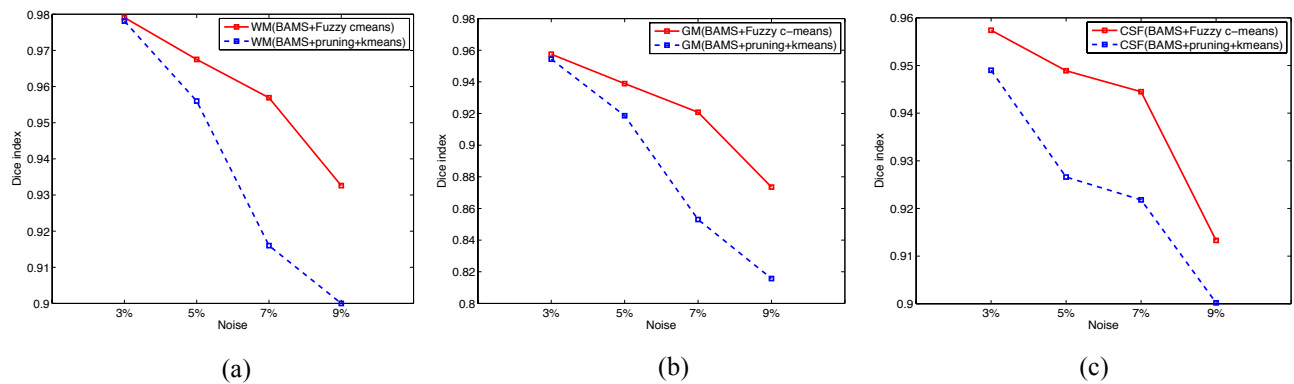 0.98
0.97
0.96
0.95
0.94
0.93
0.92
0.91
0.9
Dice index
3% 5% 7% 9%
Noise
WM(BAMS+Fuzzy cmeans)
WM(BAMS+pruning+kmeans)
(a)
0.98
0.96
0.94
0.92
0.9
0.88
0.86
0.84
0.82
0.8
Dice index
3% 5% 7% 9%
Noise
GM(BAMS+Fuzzy c-means)
GM(BAMS+pruning+kmeans)
(b)
0.96
0.95
0.94
0.93
0.92
0.91
0.9
Dice index
3% 5% 7% 9%
Noise
CSF(BAMS+Fuzzy c-means)
CSF(BAMS+pruning+kmeans)
(c)